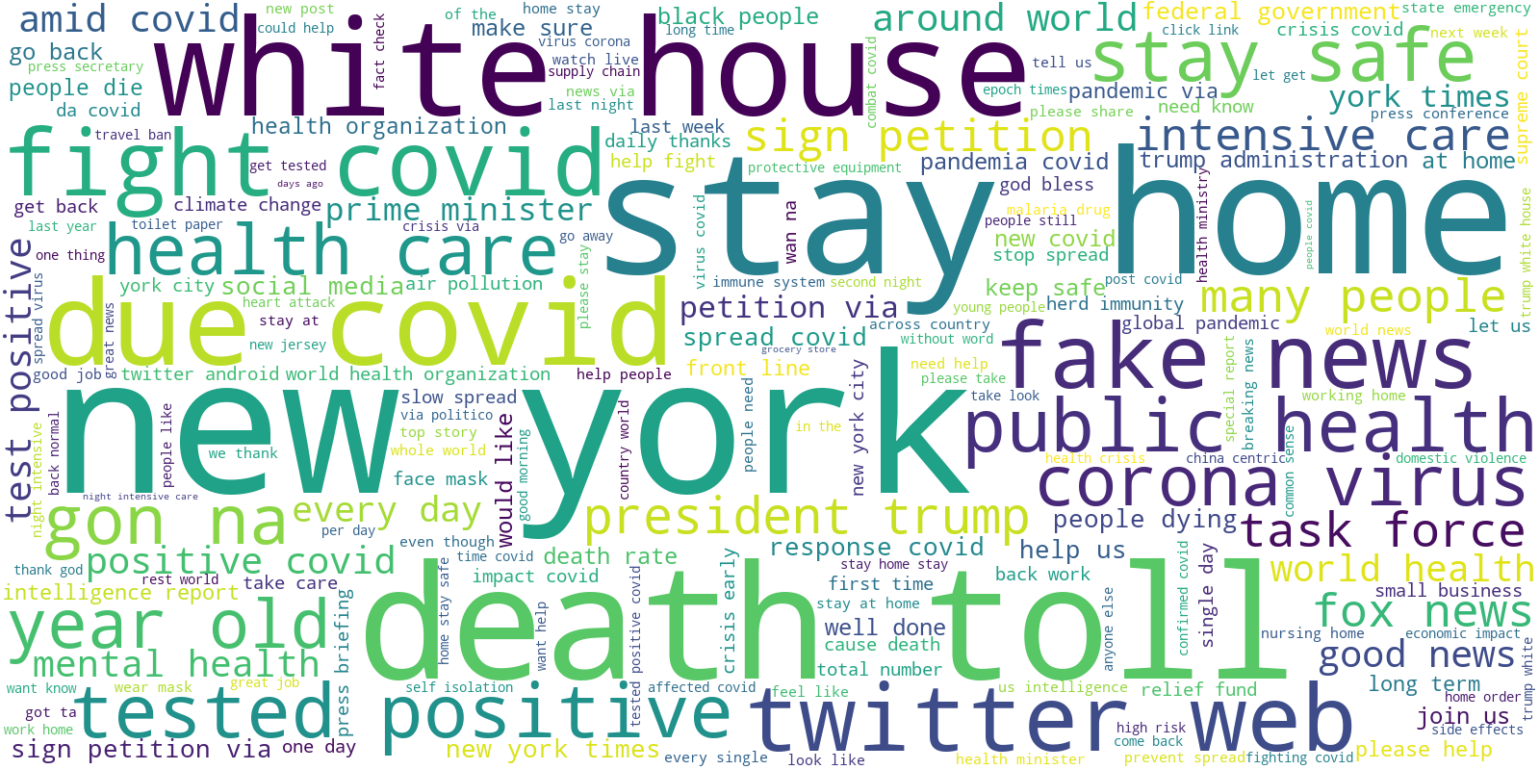 amid covid
new post
could help
fact check
of the
home stay
make sure
black people
long time
around world
federal government
state emergency
click link
crisis covid
next week
go back
press secretary
white house
virus corona
watch live
supply chain
tell us
stay safe
let get
supreme court
people die
da covid
news via
last night
combat covid
epoch times
pandemic via
please share
need know
york times
press conference
travel ban
health organization
last week
daily thanks
sign petition
intensive care
fight covid
get tested
days ago
help fight
protective equipment
pandemia covid
trump administration
at home
god bless
get back
climate change
prime minister
stay home
malaria drug
people still
health ministry
people covid
last year
toilet paper
crisis via
go away
virus covid
wan na
new covid
stop spread
one thing
health care
test positive
york city
social media
air pollution
please stay
immune system
second night
keep safe
post covid
herd immunity
many people
trump white house
spread virus
due covid
heart attack
stay at
petition via
young people
great news
new jersey
spread covid
across country
without word
global pandemic
world news
let us
grocery store
good job
twitter android
world health organization
help people
front line
need help
please take
fake news
special report
breaking news
working home
new york
slow spread
take look
via politico
top story
whole world
we thank
people like
back normal
night intensive
would like
good morning
country world
people need
in the
new york city
public health
common sense
health crisis
china centric
domestic violence
face mask
night intensive care
corona virus
gon na
every day
per day
even though
president trump
people dying
task force
thank god
positive covid
rest world
take care
time covid
death rate
response covid
help us
stay home stay
impact covid
first time
back work
world health
intelligence report
small business
year old
press briefing
home stay safe
want help
tested positive covid
crisis early
death toll
stay at home
well done
cause death
total number
anyone else
confirmed covid
single day
fox news
nursing home
economic impact
mental health
good news
want know
wear mask
great job
self isolation
affected covid
feel like
us intelligence
relief fund
long term
home order
trump white
got ta
work home
tested positive
twitter web
high risk
come back
join us
side effects
sign petition via
one day
new york times
every single
look like
health minister
prevent spread
fighting covid
please help